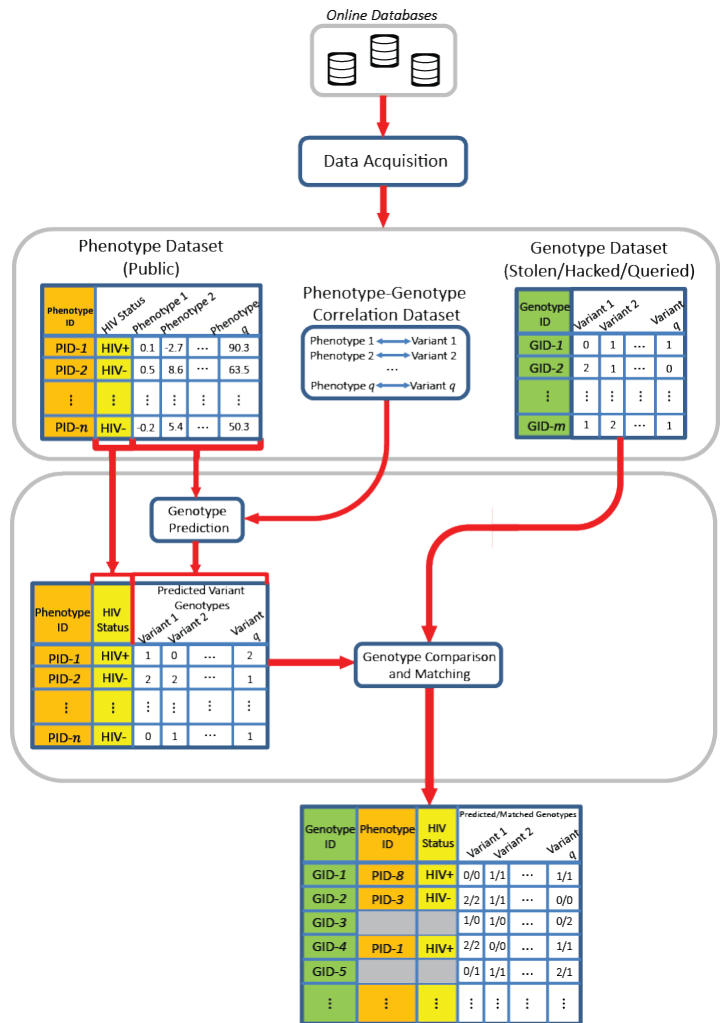 Online Databases
Data Acquisition
Phenotype Dataset
(Public)
Phenotype
ID
HIV Status
Phenotype 1
Phenotype 2
Phenotype
q
PID-1 HIV+ 0.1 -2.7 ... 90.3
PID-2 HIV- 0.5 8.6 ... 63.5
⋮ ⋮ ⋮ ⋮ ⋮
PID-n HIV- -0.2 5.4 ... 50.3
Phenotype-Genotype
Correlation Dataset
Phenotype 1 Variant 1
Phenotype 2 Variant 2
...
Phenotype q Variant q
Genotype Dataset
(Stolen/Hacked/Queried)
Genotype
ID
Variant 1
Variant 2
Variant
q
GID-1 0 1 ... 1
GID-2 2 1 ... 0
⋮ ⋮ ⋮ ⋮
GID-m 1 2 ... 1
Genotype
Prediction
Phenotype
ID
HIV
Status
Predicted Variant
Genotypes
Variant 1
Variant 2
Variant
q
PID-1 HIV+ 1 0 ... 2
PID-2 HIV- 2 2 ... 1
⋮ ⋮ ⋮ ⋮ ⋮
PID-n HIV- 0 1 ... 1
Genotype Comparison
and Matching
Genotype
ID
Phenotype
ID
HIV
Status
Predicted/Matched Genotypes
Variant 1
Variant 2
Variant
q
GID-1 PID-8 HIV+ 0/0 1/1 ... 1/1
GID-2 PID-3 HIV- 2/2 1/1 ... 0/0
GID-3 1/0 1/0 ... 0/2
GID-4 PID-1 HIV+ 2/2 0/0 ... 1/1
GID-5 0/1 1/1 ... 2/1
⋮ ⋮ ⋮ ⋮ ⋮ ⋮